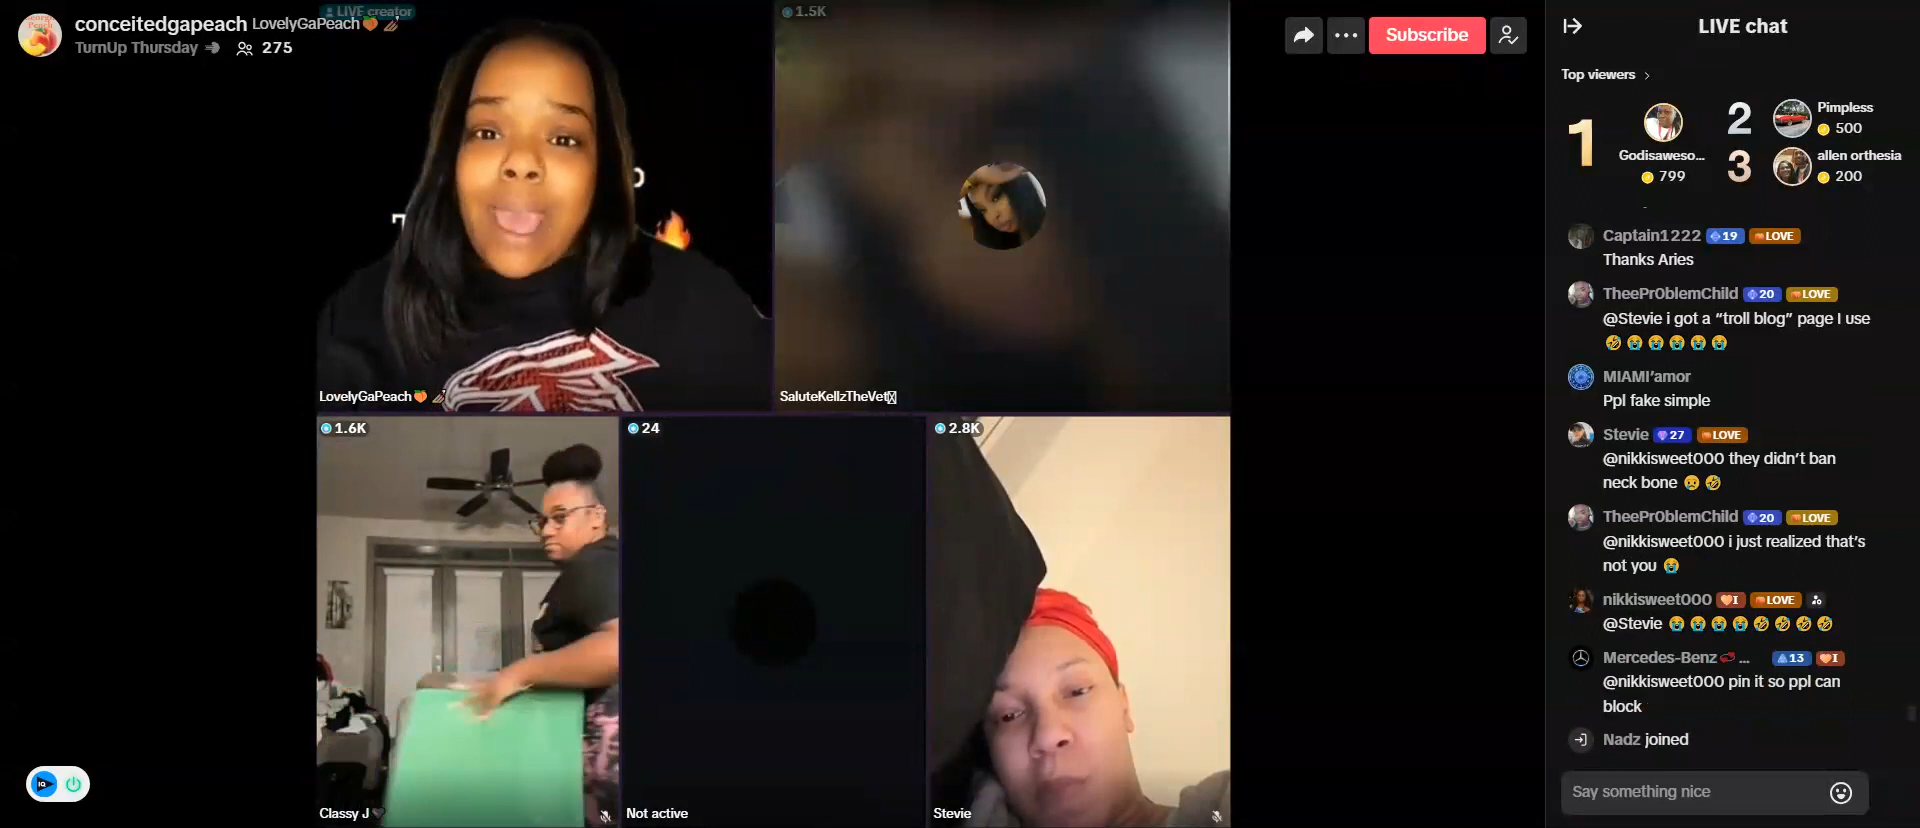 conceitedgapeach LovelyGaPeach🍑💅🏾
TurnUp Thursday
275
LIVE creator
1.5K
Subscribe
LovelyGaPeach🍑💅🏾
SaluteKellzTheVet
1.6K
24
2.8K
Classy J🖤
Not active
Stevie
LIVE chat
Top viewers
1
Godisaweso...
799
2
Pimpless
500
3
allen orthesia
200
Captain1222 19 LOVE
Thanks Aries
TheePr0blemChild 20 LOVE
@Stevie i got a “troll blog” page I use
🤣😭😭😭😭😭
MIAMI’amor
Ppl fake simple
Stevie 27 LOVE
@nikkisweet000 they didn’t ban
neck bone 😢🤣
TheePr0blemChild 20 LOVE
@nikkisweet000 i just realized that’s
not you 😭
nikkisweet000 I LOVE
@Stevie 😭😭😭😭🤣🤣🤣🤣
Mercedes-Benz ... 13 I
@nikkisweet000 pin it so ppl can
block
Nadz joined
Say something nice